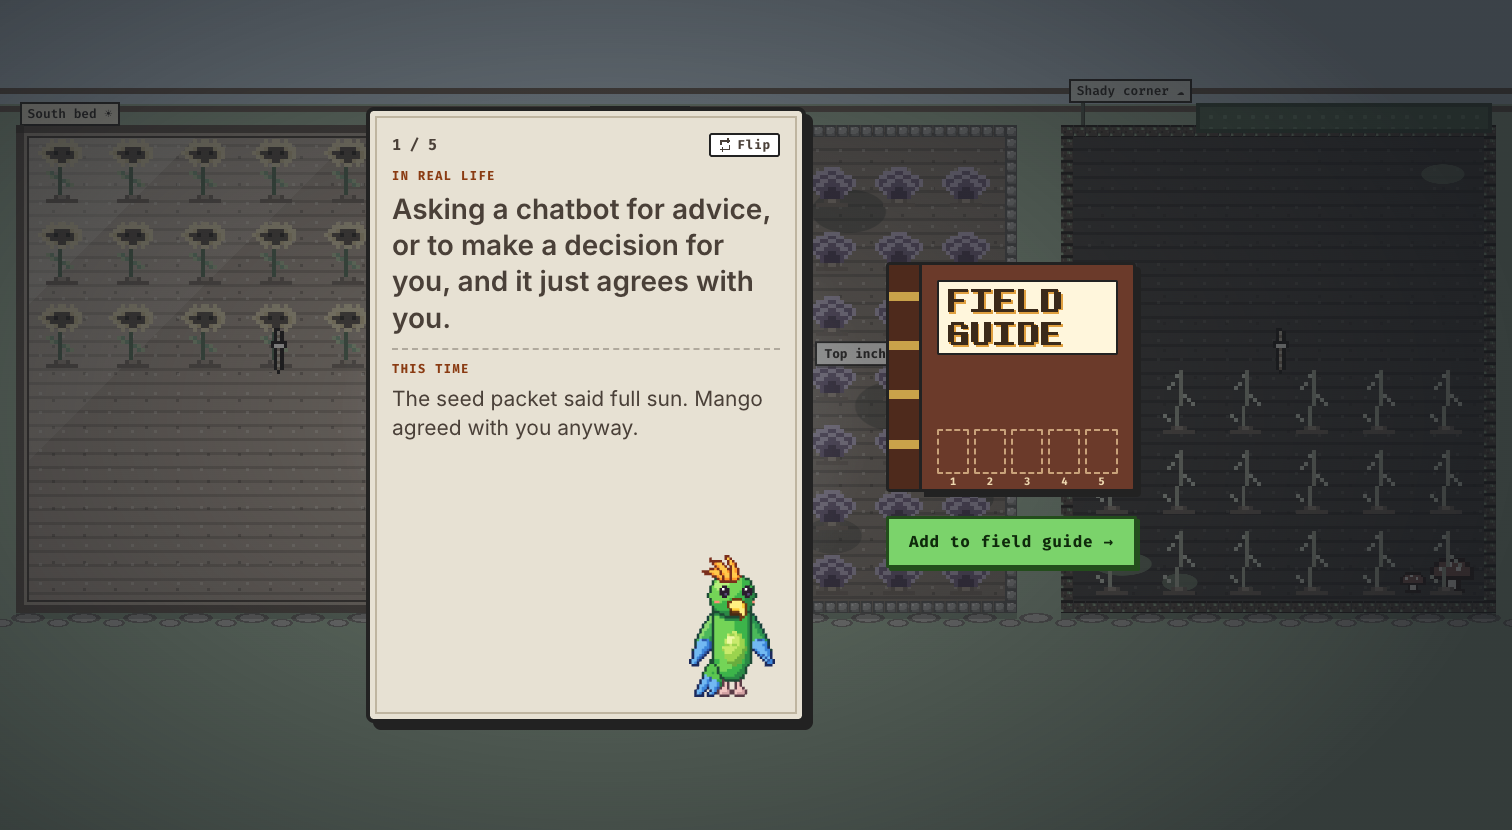 South bed ☀
Shady corner ☁
1 / 5
Flip
IN REAL LIFE
Asking a chatbot for advice,
or to make a decision for
you, and it just agrees with
you.
THIS TIME
The seed packet said full sun. Mango
agreed with you anyway.
Top inch
FIELD
GUIDE
1 2 3 4 5
Add to field guide →